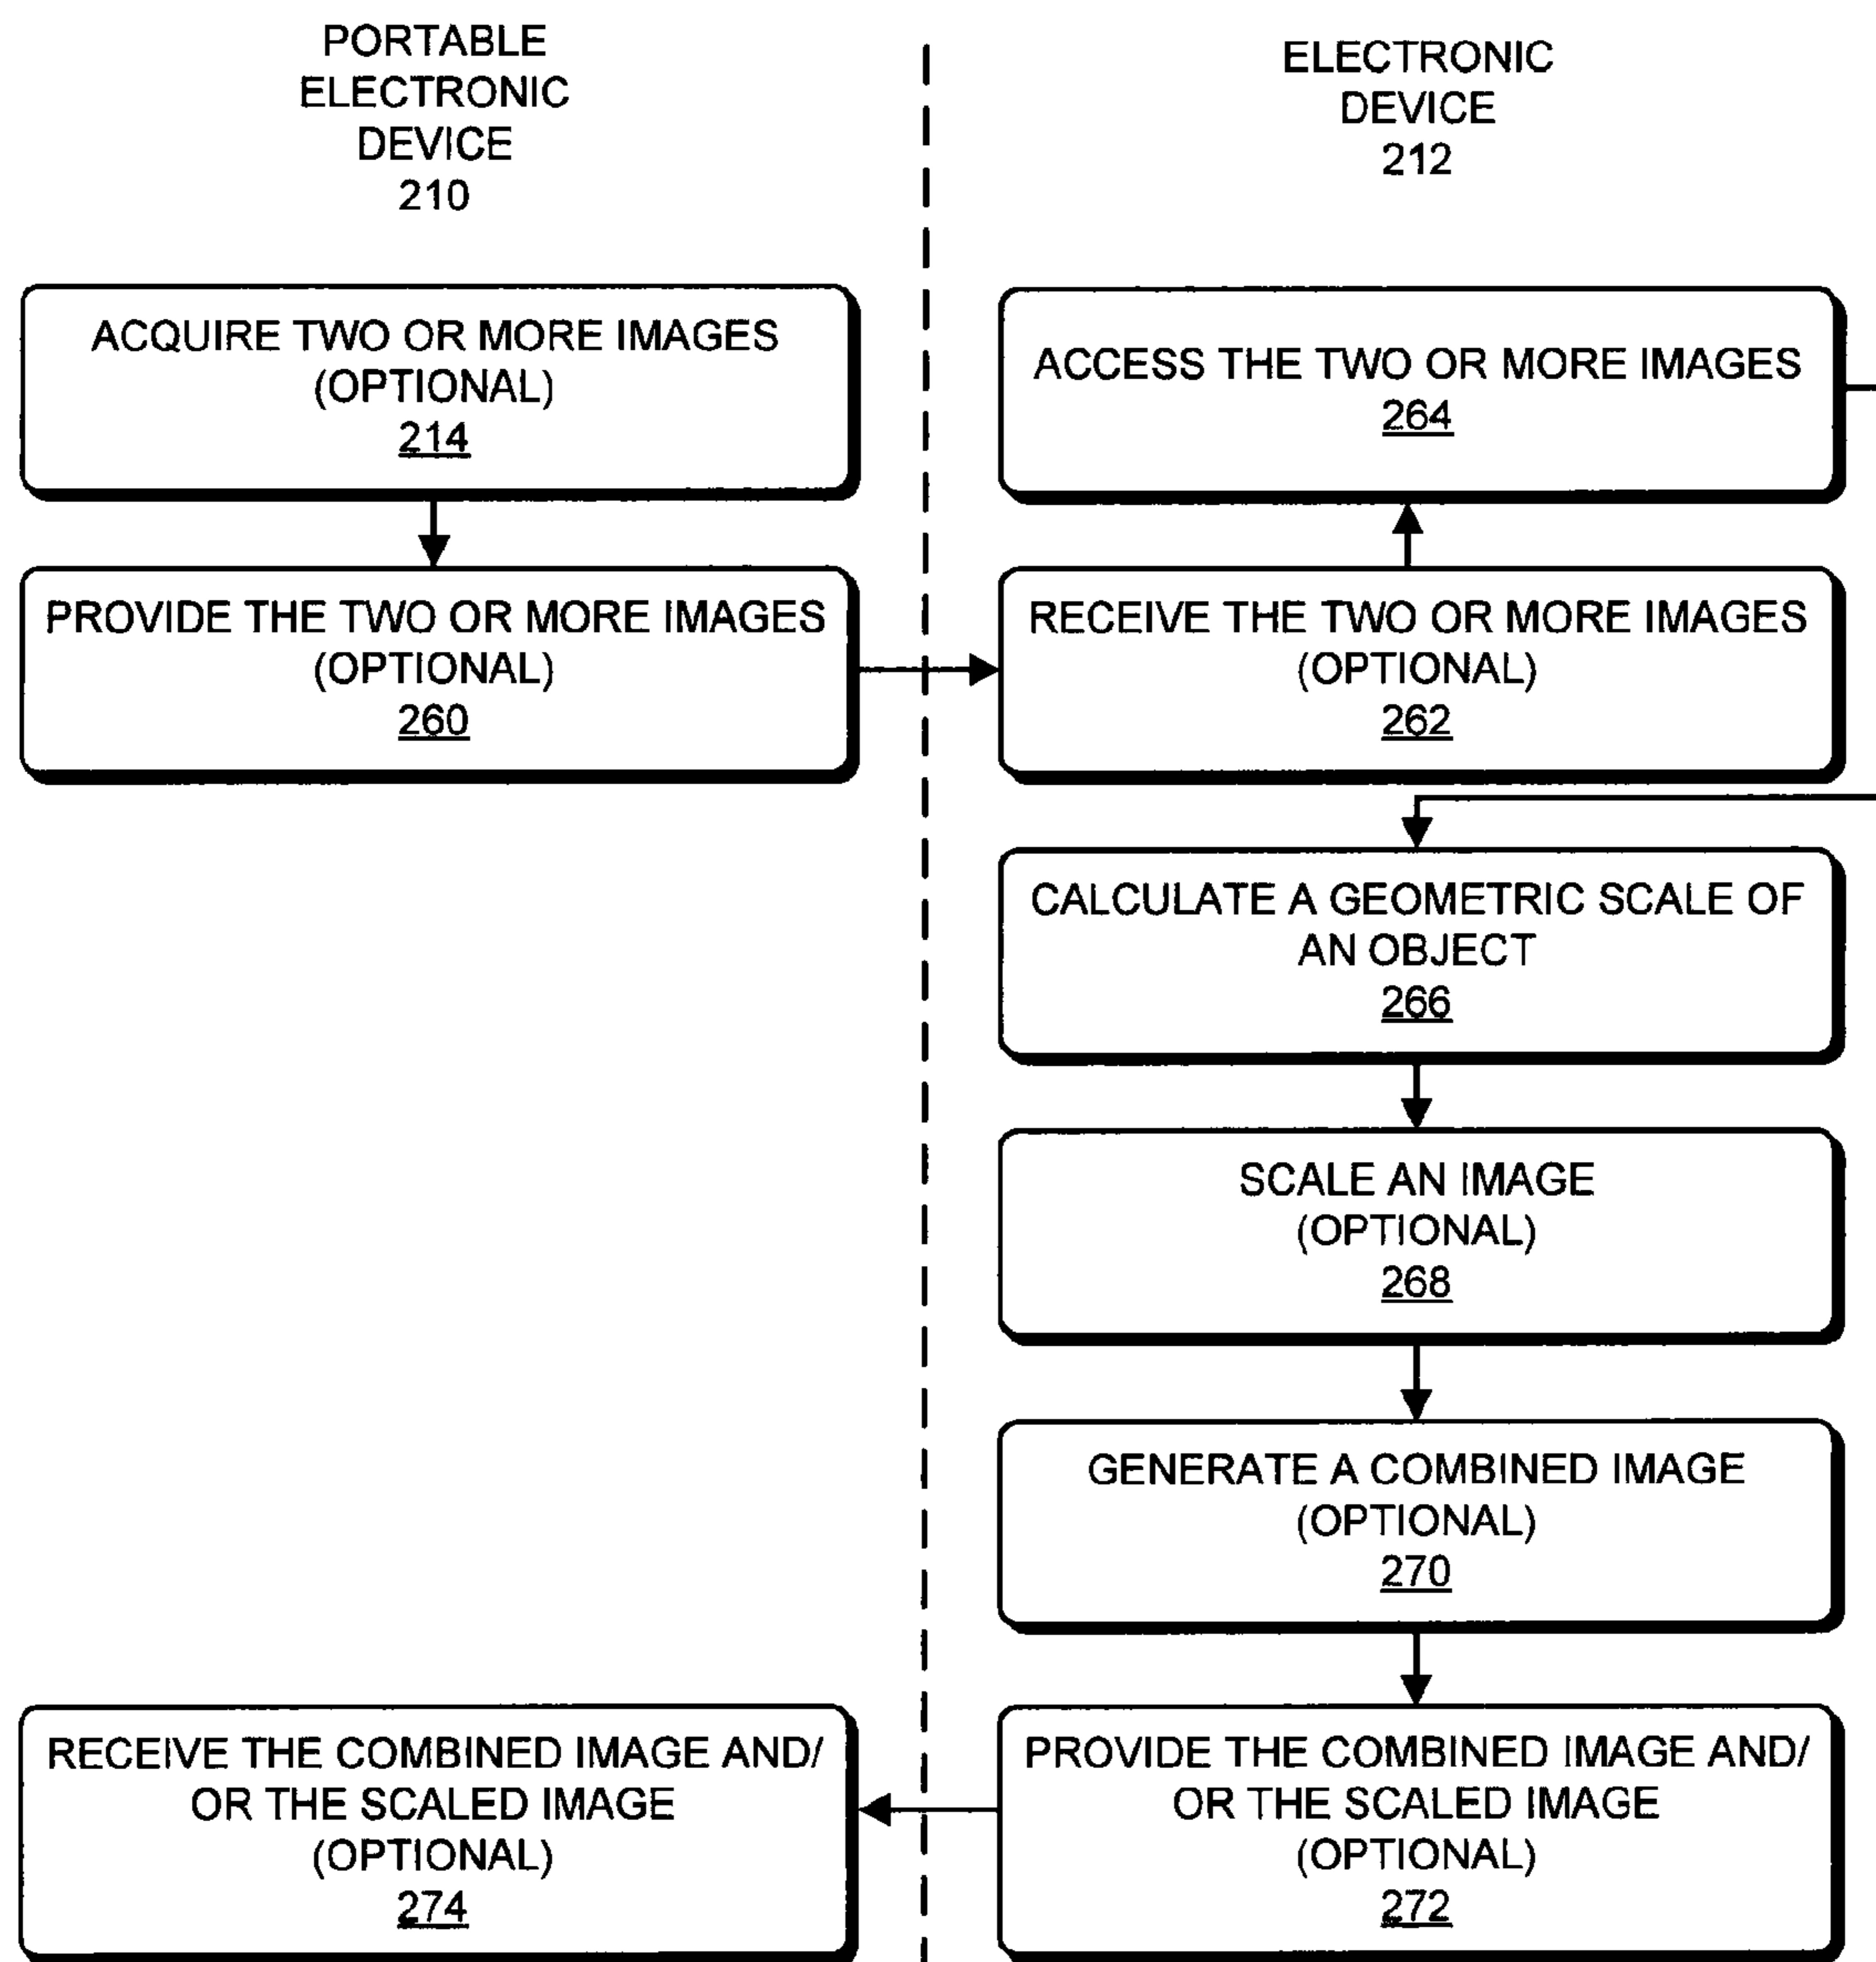 PORTABLE
ELECTRONIC
DEVICE
210
ELECTRONIC
DEVICE
212
ACQUIRE TWO OR MORE IMAGES
(OPTIONAL)
214
ACCESS THE TWO OR MORE IMAGES
264
PROVIDE THE TWO OR MORE IMAGES
(OPTIONAL)
260
RECEIVE THE TWO OR MORE IMAGES
(OPTIONAL)
262
CALCULATE A GEOMETRIC SCALE OF
AN OBJECT
266
SCALE AN IMAGE
(OPTIONAL)
268
GENERATE A COMBINED IMAGE
(OPTIONAL)
270
RECEIVE THE COMBINED IMAGE AND/
OR THE SCALED IMAGE
(OPTIONAL)
274
PROVIDE THE COMBINED IMAGE AND/
OR THE SCALED IMAGE
(OPTIONAL)
272